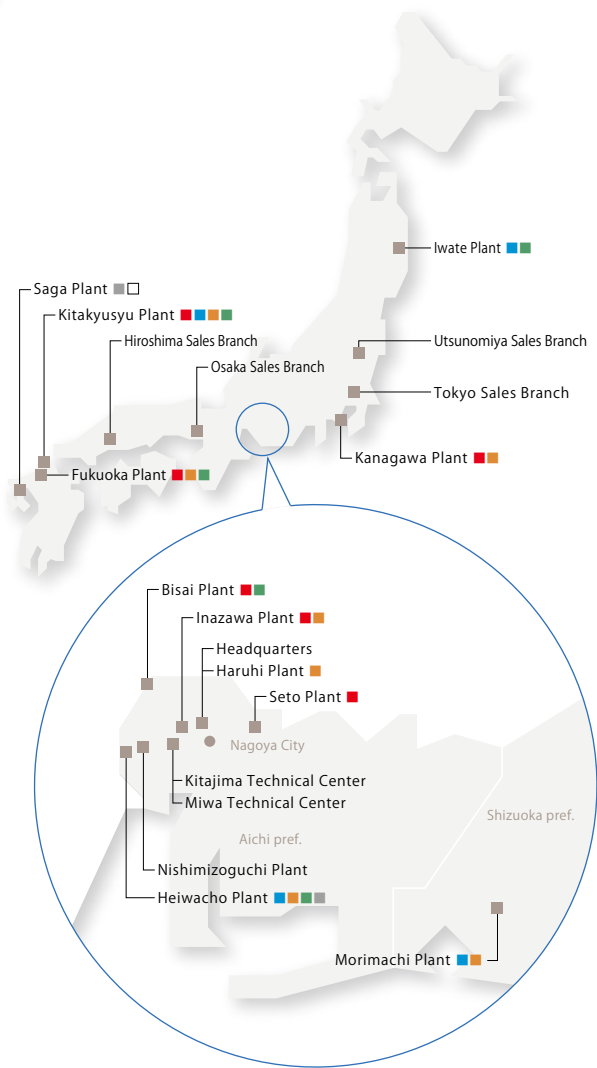 Iwate Plant
Saga Plant
Kitakyusyu Plant
Hiroshima Sales Branch
Utsunomiya Sales Branch
Osaka Sales Branch
Tokyo Sales Branch
Kanagawa Plant
Fukuoka Plant
Bisai Plant
Inazawa Plant
Headquarters
Haruhi Plant
Seto Plant
Nagoya City
Kitajima Technical Center
Miwa Technical Center
Shizuoka pref.
Aichi pref.
Nishimizoguchi Plant
Heiwacho Plant
Morimachi Plant